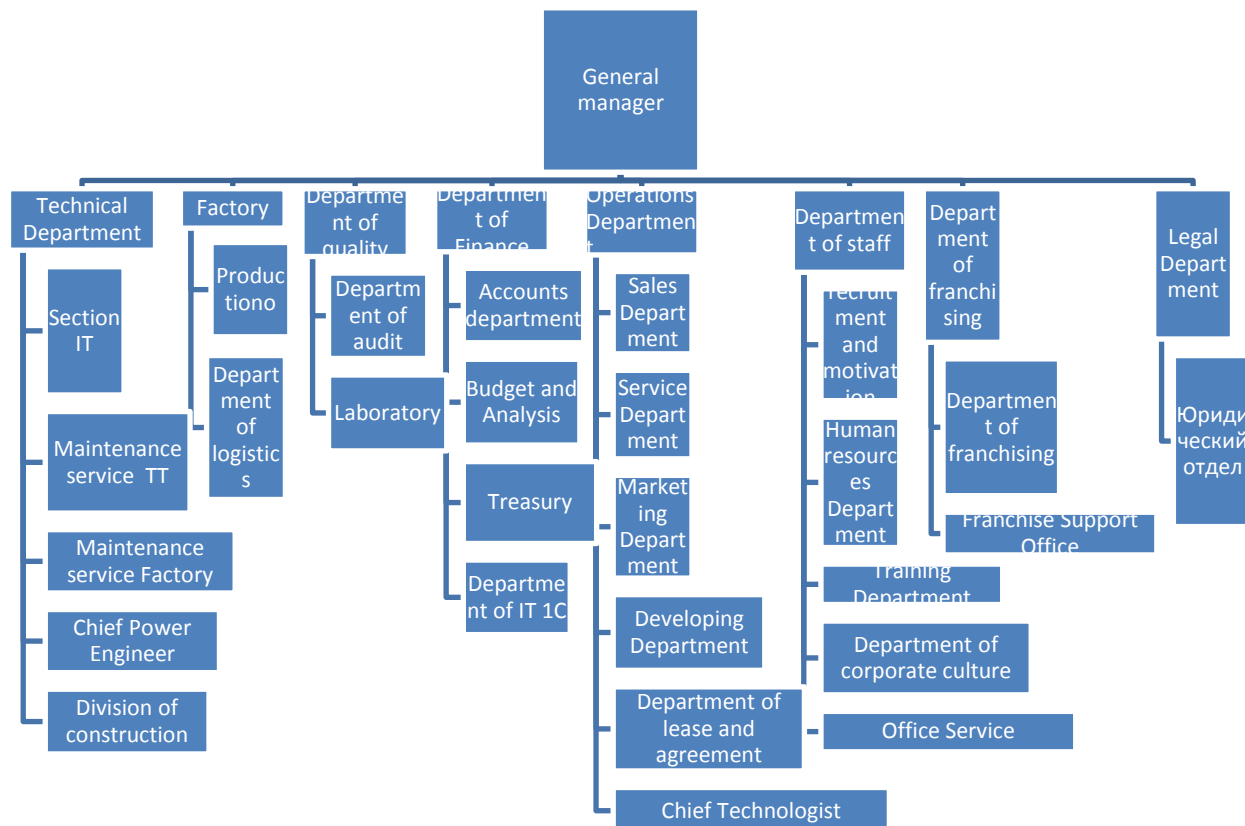 General
manager
Technical
Department
Section
IT
Maintenance
service TT
Maintenance
service Factory
Chief Power
Engineer
Division of
construction
Factory
Produc
tiono
Depart
ment
of
logistic
s
Departme
nt of
quality
Departm
ent of
audit
Laboratory
Departmen
t of
Finance
Accounts
department
Budget and
Analysis
Treasury
Departme
nt of IT 1C
Operations
Departmen
t
Sales
Depart
ment
Service
Depart
ment
Market
ing
Depart
ment
Developing
Department
Department of
lease and
agreement
Chief Technologist
Departmen
t of staff
recruit
ment
and
motivat
ion
Human
resourc
es
Depart
ment
Training
Department
Department of
corporate culture
Office Service
Depart
ment
of
franchi
sing
Departmen
t of
franchising
Franchise Support
Office
Legal
Depart
ment
Юриди
ческий
отдел